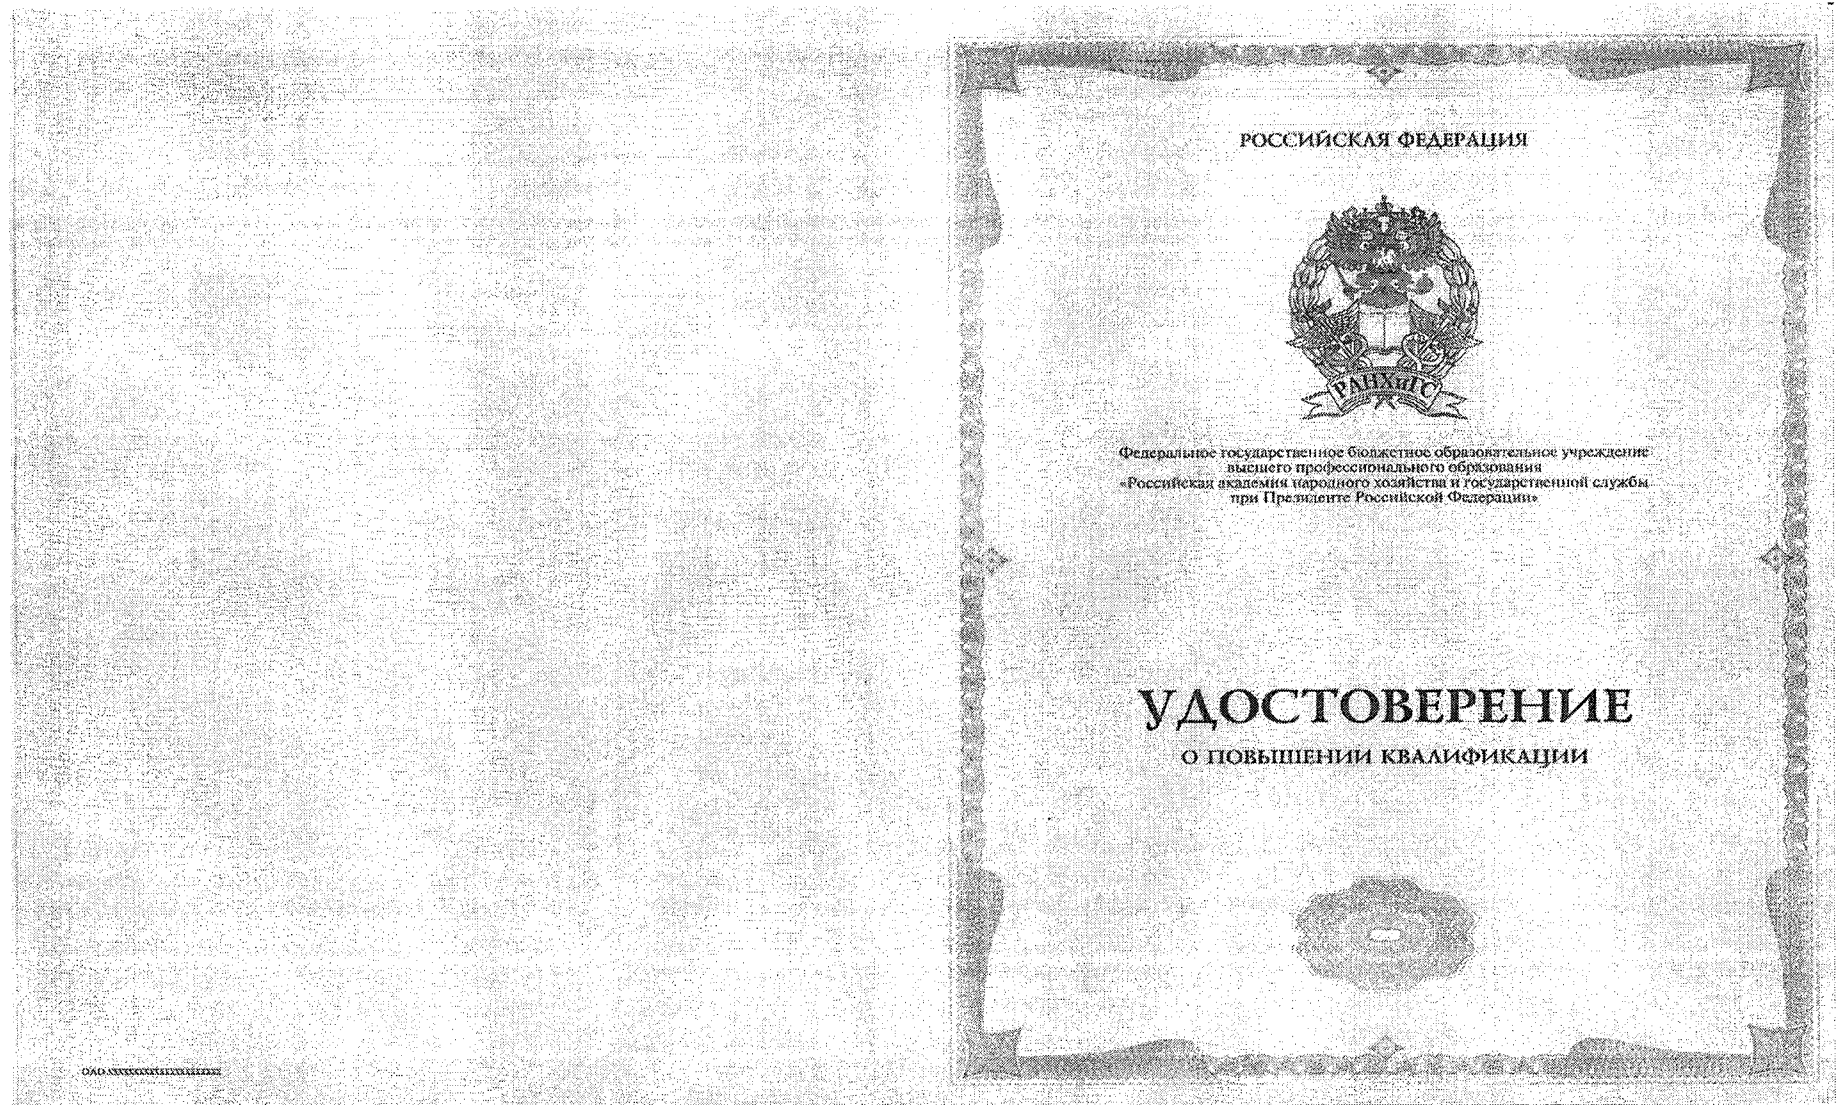 РОССИЙСКАЯ ФЕДЕРАЦИЯ
РАНХиГС
Федеральное государственное бюджетное образовательное учреждение
высшего профессионального образования
«Российская академия народного хозяйства и государственной службы
при Президенте Российской Федерации»
УДОСТОВЕРЕНИЕ
О ПОВЫШЕНИИ КВАЛИФИКАЦИИ